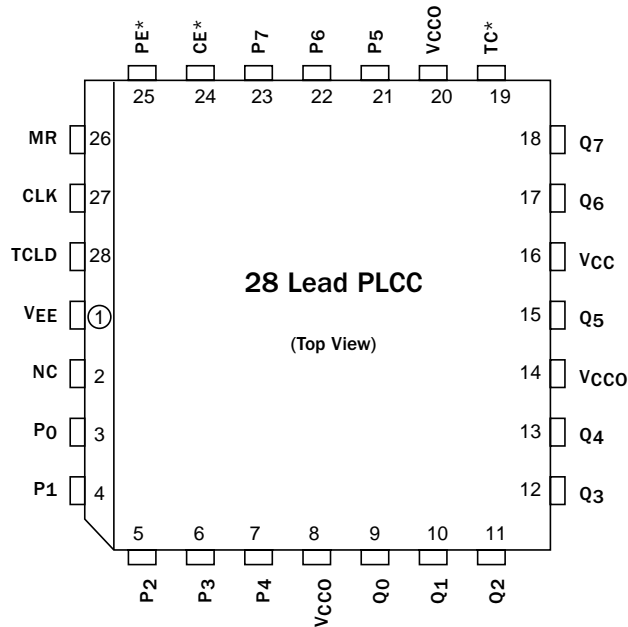 PE* CE* P7 P6 P5 VCCO TC*
25 24 23 22 21 20 19
MR 26 18 Q7
CLK 27 17 Q6
TCLD 28 16 VCC
28 Lead PLCC
VEE 1 15 Q5
(Top View)
NC 2 14 VCCO
P0 3 13 Q4
P1 4 12 Q3
5 6 7 8 9 10 11
P2 P3 P4 VCCO Q0 Q1 Q2